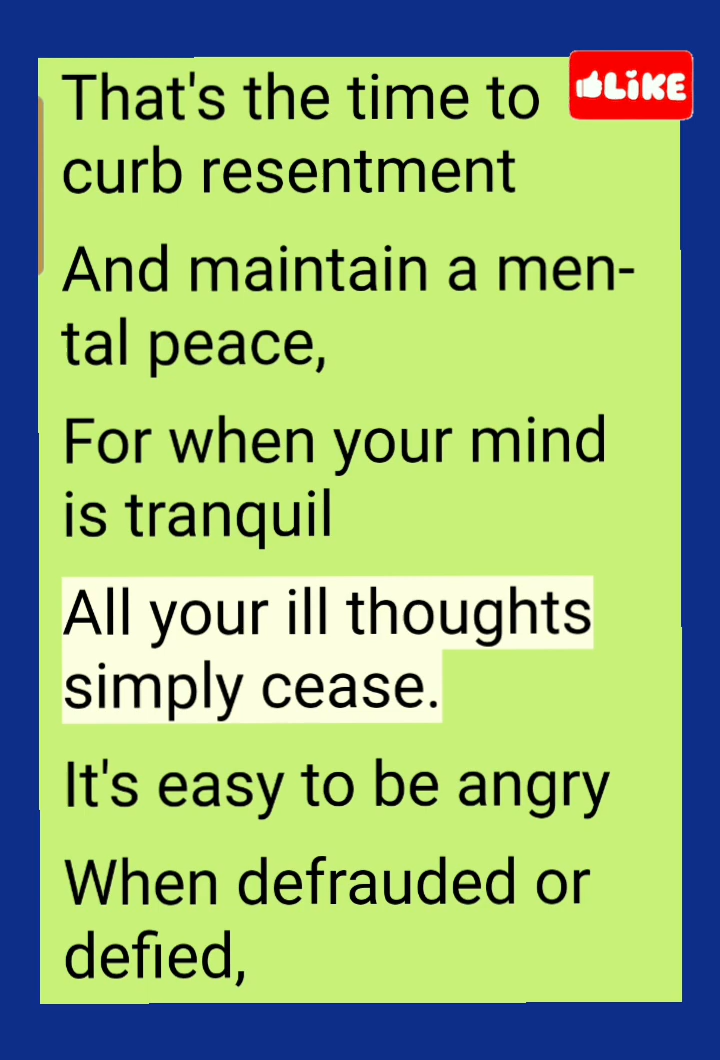 That's the time to
LiKE
curb resentment
And maintain a men-
tal peace,
For when your mind
is tranquil
All your ill thoughts
simply cease.
It's easy to be angry
When defrauded or
defied,